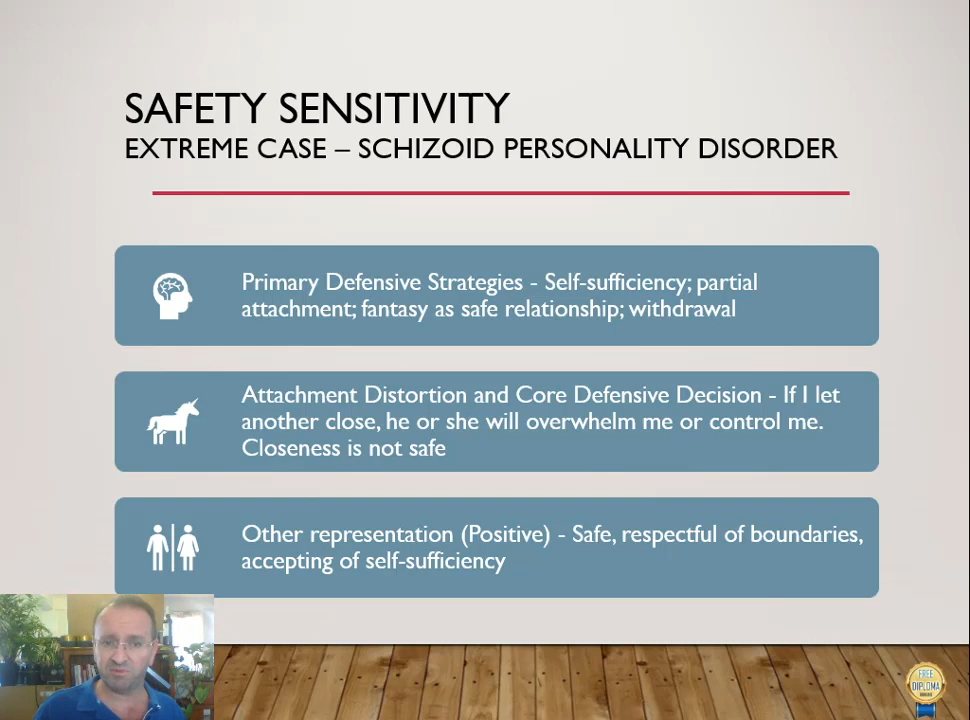 SAFETY SENSITIVITY
EXTREME CASE – SCHIZOID PERSONALITY DISORDER
Primary Defensive Strategies - Self-sufficiency; partial
attachment; fantasy as safe relationship; withdrawal
Attachment Distortion and Core Defensive Decision - If I let
another close, he or she will overwhelm me or control me.
Closeness is not safe
Other representation (Positive) - Safe, respectful of boundaries,
accepting of self-sufficiency
FREE
DIPLOMA